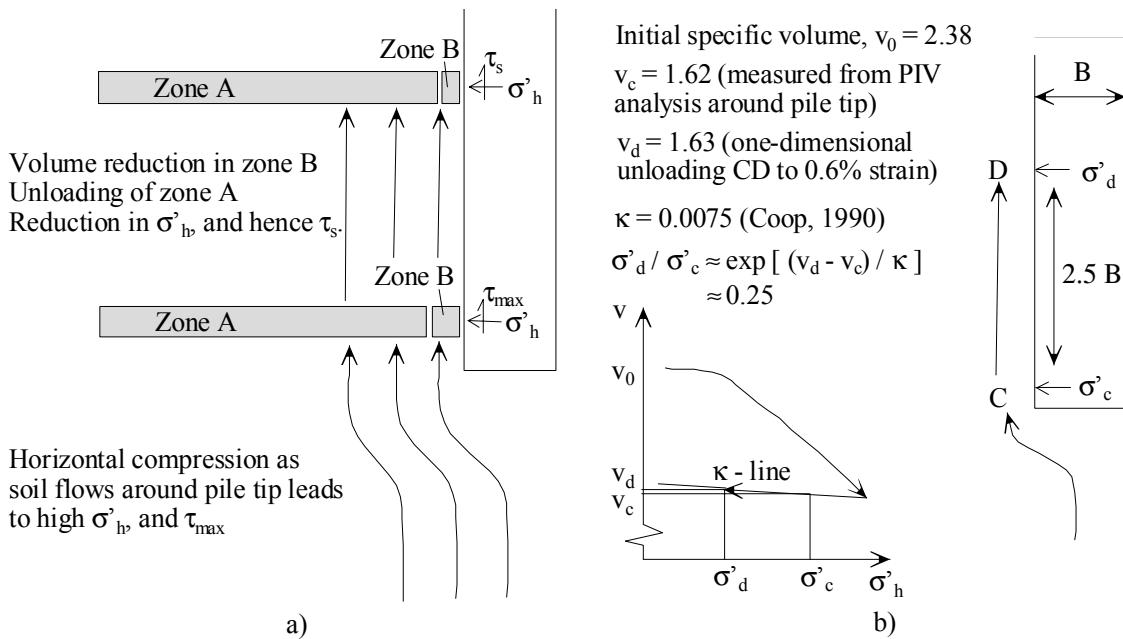 Zone B
τs
Zone A
σ'h
Volume reduction in zone B
Unloading of zone A
Reduction in σ'h, and hence τs.
Zone B
τmax
Zone A
σ'h
Horizontal compression as
soil flows around pile tip leads
to high σ'h, and τmax
a)
Initial specific volume, v0 = 2.38
vc = 1.62 (measured from PIV
analysis around pile tip)
vd = 1.63 (one-dimensional
unloading CD to 0.6% strain)
κ = 0.0075 (Coop, 1990)
σ'd / σ'c ≈ exp [ (vd - vc) / κ ]
≈ 0.25
v
v0
vd
κ - line
vc
σ'd
σ'c
σ'h
B
D
σ'd
2.5 B
C
σ'c
b)